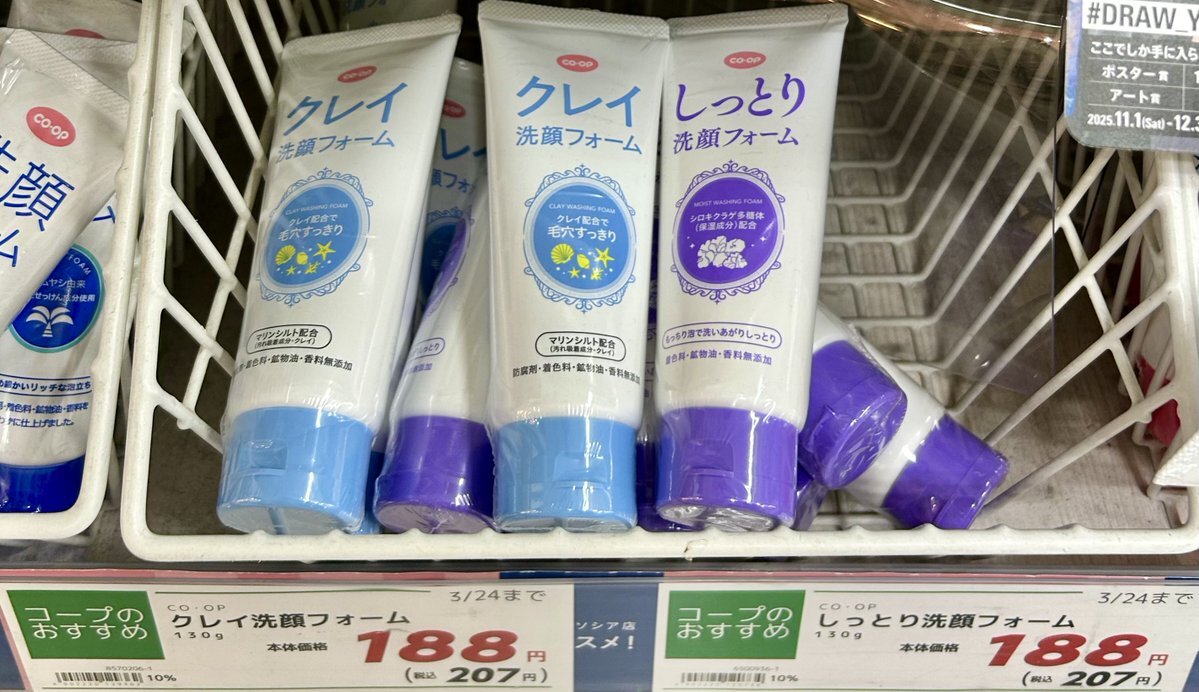 CO·OP
洗顔
CO·OP
クレイ
洗顔フォーム
CLAY WASHING FOAM
クレイ配合で
毛穴すっきり
マリンシルト配合
(汚れ吸着成分・クレイ)
着色料・鉱物油・香料無添加
CO·OP
クレイ
洗顔フォーム
CLAY WASHING FOAM
クレイ配合で
毛穴すっきり
マリンシルト配合
(汚れ吸着成分・クレイ)
防腐剤・着色料・鉱物油・香料無添加
CO·OP
しっとり
洗顔フォーム
MOIST WASHING FOAM
シロキクラゲ多糖体
(保湿成分)配合
もっちり泡で洗いあがりしっとり
着色料・鉱物油・香料無添加
#DRAW_Y
ここでしか手に入ら
ポスター賞
アート賞
2025.11.1(Sat)-12.3
コープの
おすすめ
3/24まで
CO·OP
クレイ洗顔フォーム
130g
本体価格
188円
(税込 207円)
8570206-1
10%
ソシア店
スメ!
コープの
おすすめ
3/24まで
CO·OP
しっとり洗顔フォーム
130g
本体価格
188円
(税込 207円)
10%